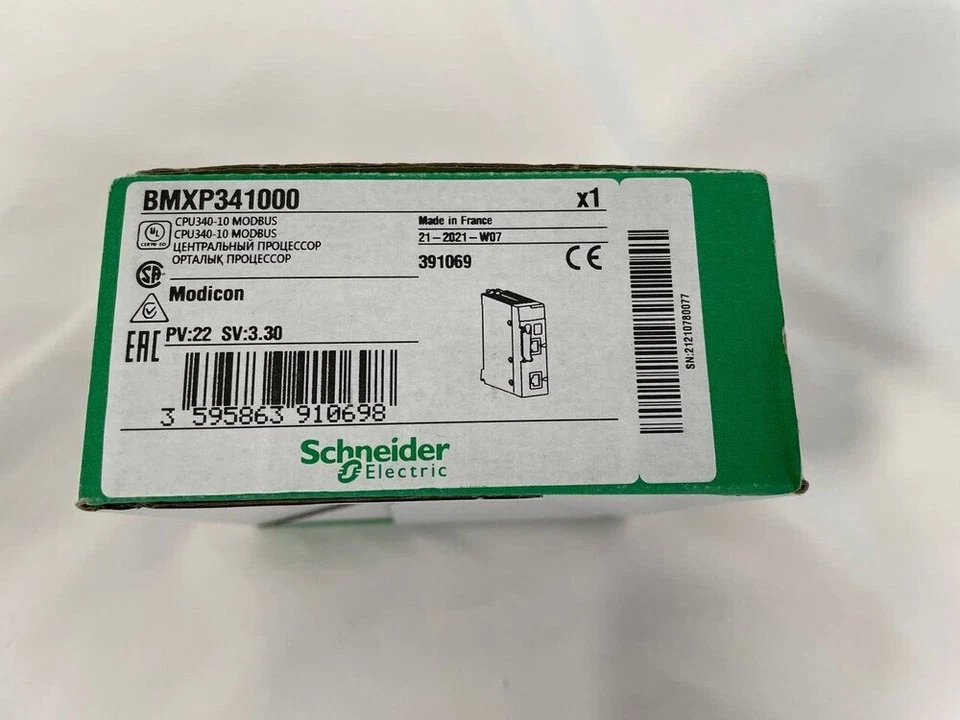 BMXP341000
x1
CPU340-10 MODBUS
CPU340-10 MODBUS
ЦЕНТРАЛЬНЫЙ ПРОЦЕССОР
ОРТАЛЫҚ ПРОЦЕССОР
Made in France
21-2021-W07
391069
CE
UL
Modicon
EAC
PV:22 SV:3.30
3 595863 910698
SN:21210780077
Schneider
Electric